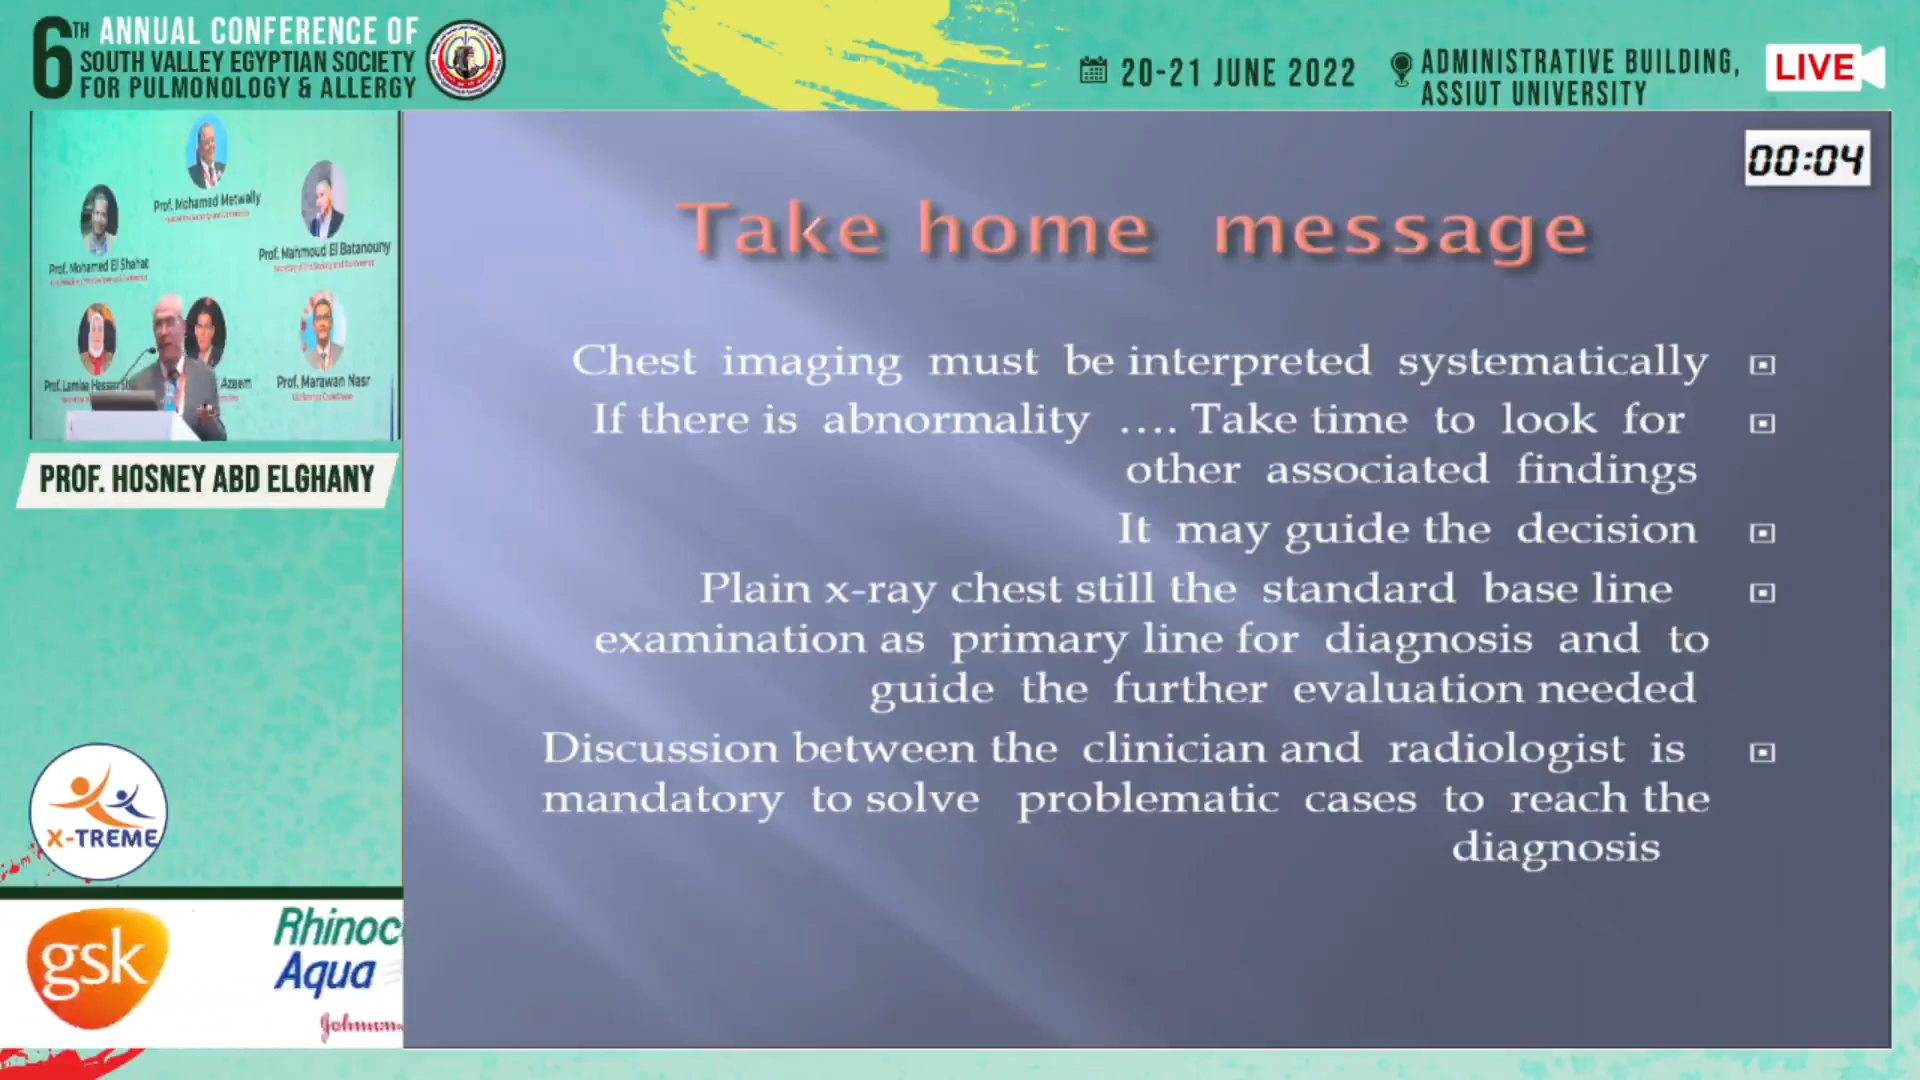 6TH ANNUAL CONFERENCE OF
SOUTH VALLEY EGYPTIAN SOCIETY
FOR PULMONOLOGY & ALLERGY
20-21 JUNE 2022
ADMINISTRATIVE BUILDING,
ASSIUT UNIVERSITY
LIVE
Prof. Mohamed Metwally
Prof. Mohamed El Shahat
Prof. Mahmoud El Batanouny
Prof. Lamiaa Hassan
Azeem
Prof. Marawan Nasr
PROF. HOSNEY ABD ELGHANY
00:04
Take home message
Chest imaging must be interpreted systematically
If there is abnormality .... Take time to look for
other associated findings
It may guide the decision
Plain x-ray chest still the standard base line
examination as primary line for diagnosis and to
guide the further evaluation needed
Discussion between the clinician and radiologist is
mandatory to solve problematic cases to reach the
diagnosis
X-TREME
gsk
Rhinoc
Aqua